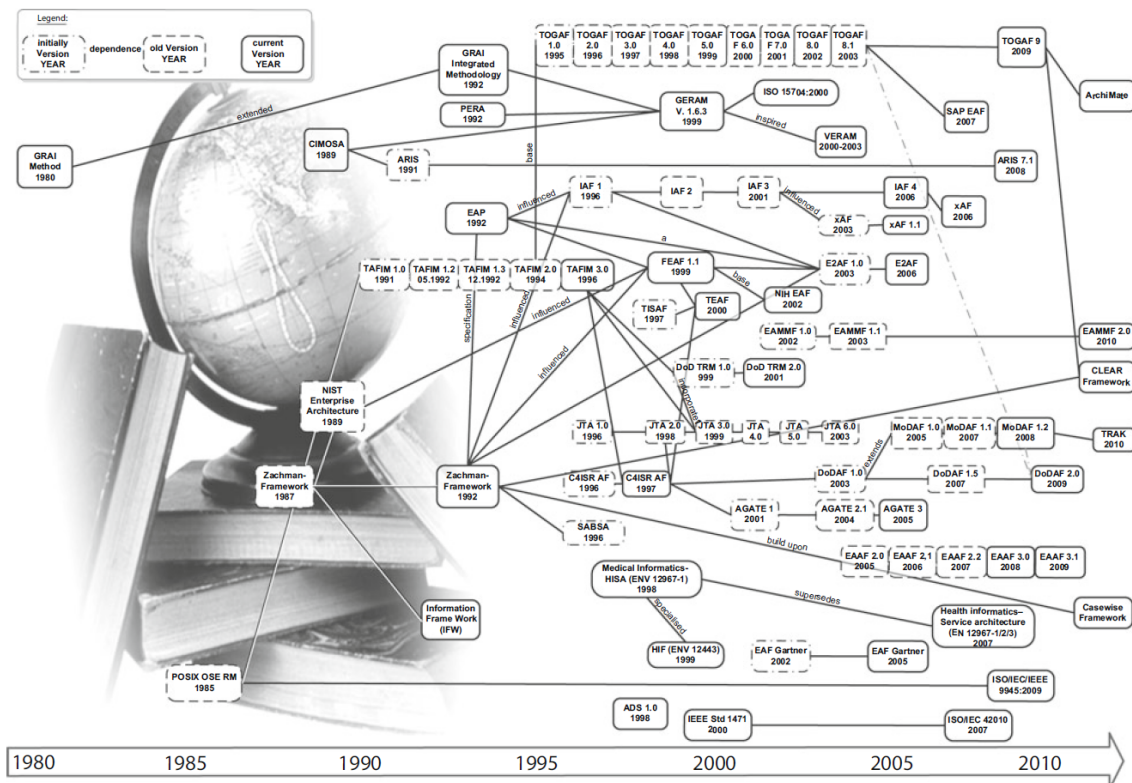 Legend:
initially
Version
YEAR
dependence
old Version
YEAR
current
Version
YEAR
GRAI
Integrated
Methodology
1992
TOGAF
1.0
1995
TOGAF
2.0
1996
TOGAF
3.0
1997
TOGAF
4.0
1998
TOGAF
5.0
1999
TOGA
F 6.0
2000
TOGA
F 7.0
2001
TOGAF
8.0
2002
TOGAF
8.1
2003
TOGAF 9
2009
ArchiMate
extended
PERA
1992
GERAM
V. 1.6.3
1999
ISO 15704:2000
inspired
VERAM
2000-2003
SAP EAF
2007
GRAI
Method
1980
CIMOSA
1989
ARIS
1991
base
ARIS 7.1
2008
EAP
1992
influenced
IAF 1
1996
IAF 2
IAF 3
2001
influenced
IAF 4
2006
xAF
2003
xAF 1.1
xAF
2006
a
TAFIM 1.0
1991
TAFIM 1.2
05.1992
TAFIM 1.3
12.1992
TAFIM 2.0
1994
TAFIM 3.0
1996
FEAF 1.1
1999
base
E2AF 1.0
2003
E2AF
2006
NIH EAF
2002
TISAF
1997
TEAF
2000
specification
influenced
influenced
influenced
EAMMF 1.0
2002
EAMMF 1.1
2003
EAMMF 2.0
2010
DoD TRM 1.0
999
DoD TRM 2.0
2001
incorporates
CLEAR
Framework
NIST
Enterprise
Architecture
1989
JTA 1.0
1996
JTA 2.0
1998
JTA 3.0
1999
JTA
4.0
JTA
5.0
JTA 6.0
2003
MoDAF 1.0
2005
MoDAF 1.1
2007
MoDAF 1.2
2008
TRAK
2010
extends
Zachman-
Framework
1987
Zachman-
Framework
1992
C4ISR AF
1996
C4ISR AF
1997
DoDAF 1.0
2003
DoDAF 1.5
2007
DoDAF 2.0
2009
AGATE 1
2001
AGATE 2.1
2004
AGATE 3
2005
SABSA
1996
build upon
EAAF 2.0
2005
EAAF 2,1
2006
EAAF 2.2
2007
EAAF 3.0
2008
EAAF 3.1
2009
Medical Informatics-
HISA (ENV 12967-1)
1998
supersedes
specialised
Information
Frame Work
(IFW)
Health informatics–
Service architecture
(EN 12967-1/2/3)
2007
Casewise
Framework
HIF (ENV 12443)
1999
EAF Gartner
2002
EAF Gartner
2005
POSIX OSE RM
1985
ISO/IEC/IEEE
9945:2009
ADS 1.0
1998
IEEE Std 1471
2000
ISO/IEC 42010
2007
1980
1985
1990
1995
2000
2005
2010